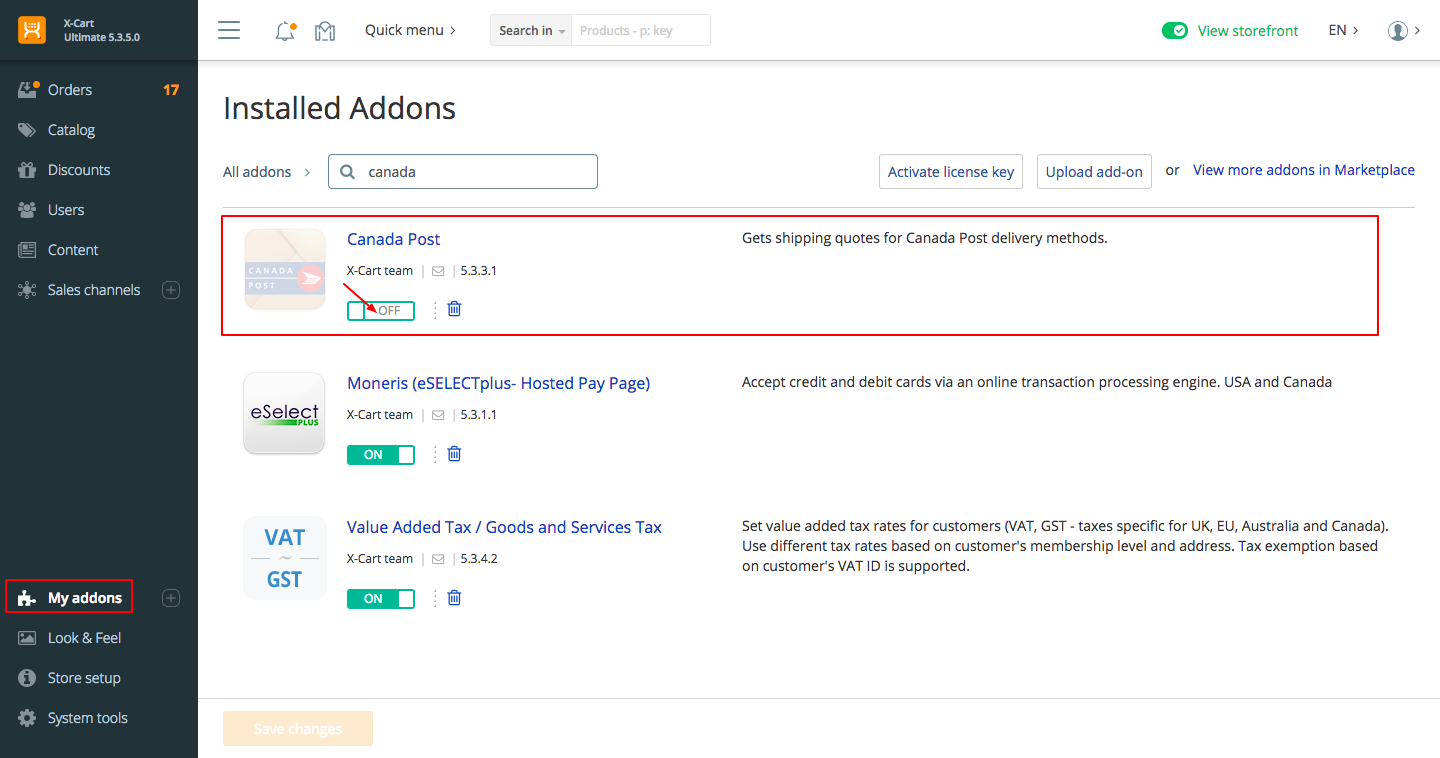 X-Cart
Ultimate 5.3.5.0
Quick menu
Search in
Products - p: key
View storefront
EN
Orders
17
Catalog
Discounts
Users
Content
Sales channels
My addons
Look & Feel
Store setup
System tools
Installed Addons
All addons
canada
Activate license key
Upload add-on
or
View more addons in Marketplace
CANADA
POST
Canada Post
X-Cart team | | 5.3.3.1
OFF
Gets shipping quotes for Canada Post delivery methods.
eSelect
PLUS
Moneris (eSELECTplus- Hosted Pay Page)
X-Cart team | | 5.3.1.1
ON
Accept credit and debit cards via an online transaction processing engine. USA and Canada
VAT
~
GST
Value Added Tax / Goods and Services Tax
X-Cart team | | 5.3.4.2
ON
Set value added tax rates for customers (VAT, GST - taxes specific for UK, EU, Australia and Canada).
Use different tax rates based on customer's membership level and address. Tax exemption based
on customer's VAT ID is supported.
Save changes